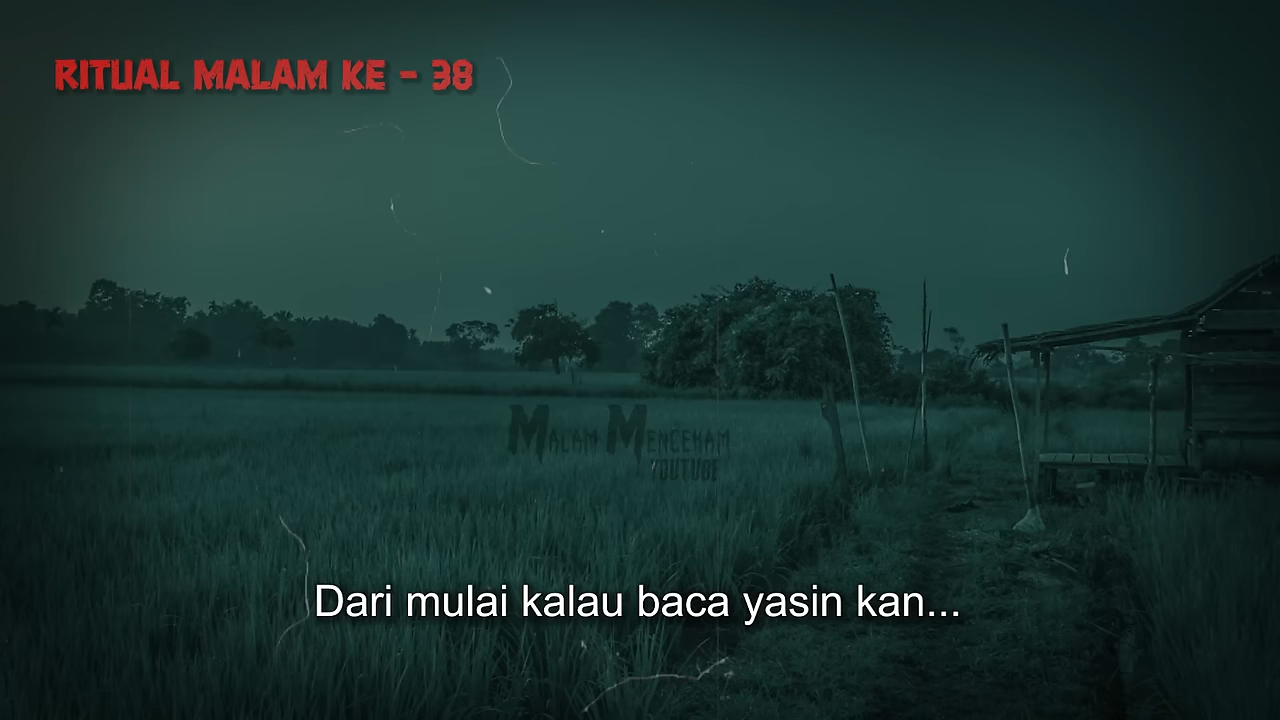 RITUAL MALAM KE - 38
MALAM MENCEKAM
YOUTUBE
Dari mulai kalau baca yasin kan...